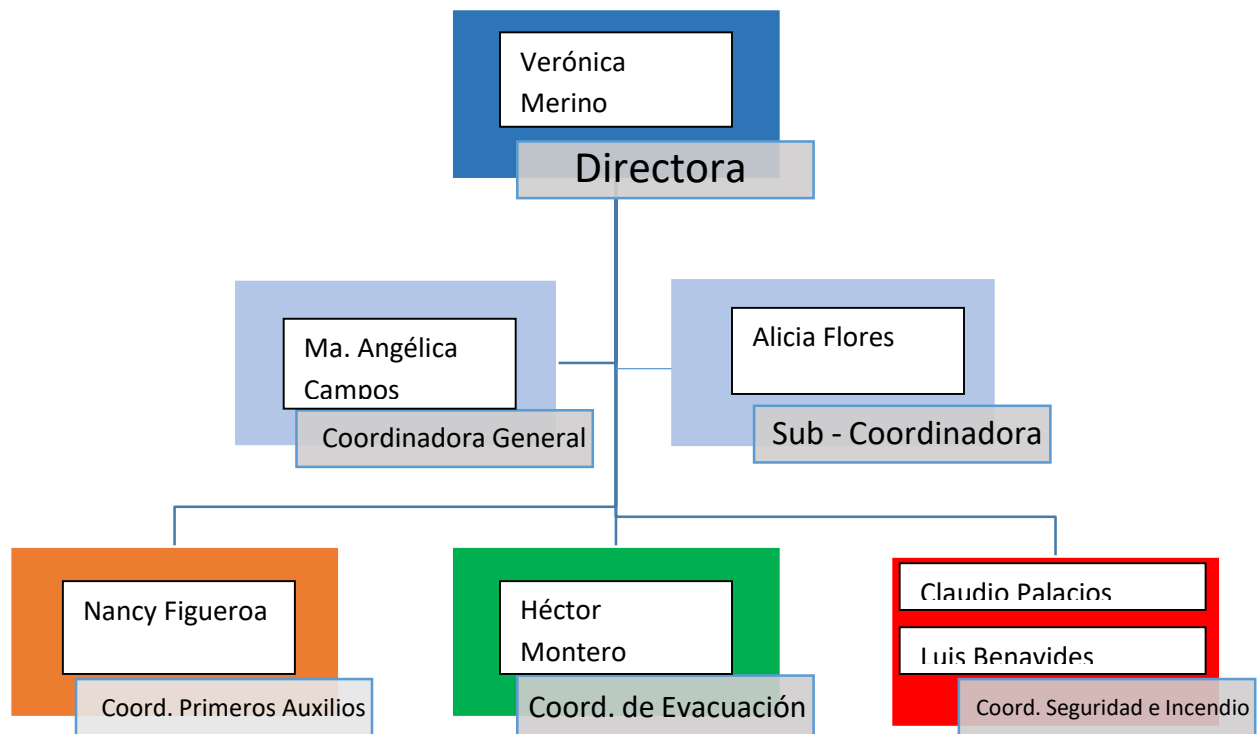 Verónica
Merino
Directora
Ma. Angélica
Campos
Coordinadora General
Alicia Flores
Sub - Coordinadora
Nancy Figueroa
Coord. Primeros Auxilios
Héctor
Montero
Coord. de Evacuación
Claudio Palacios
Luis Benavides
Coord. Seguridad e Incendio